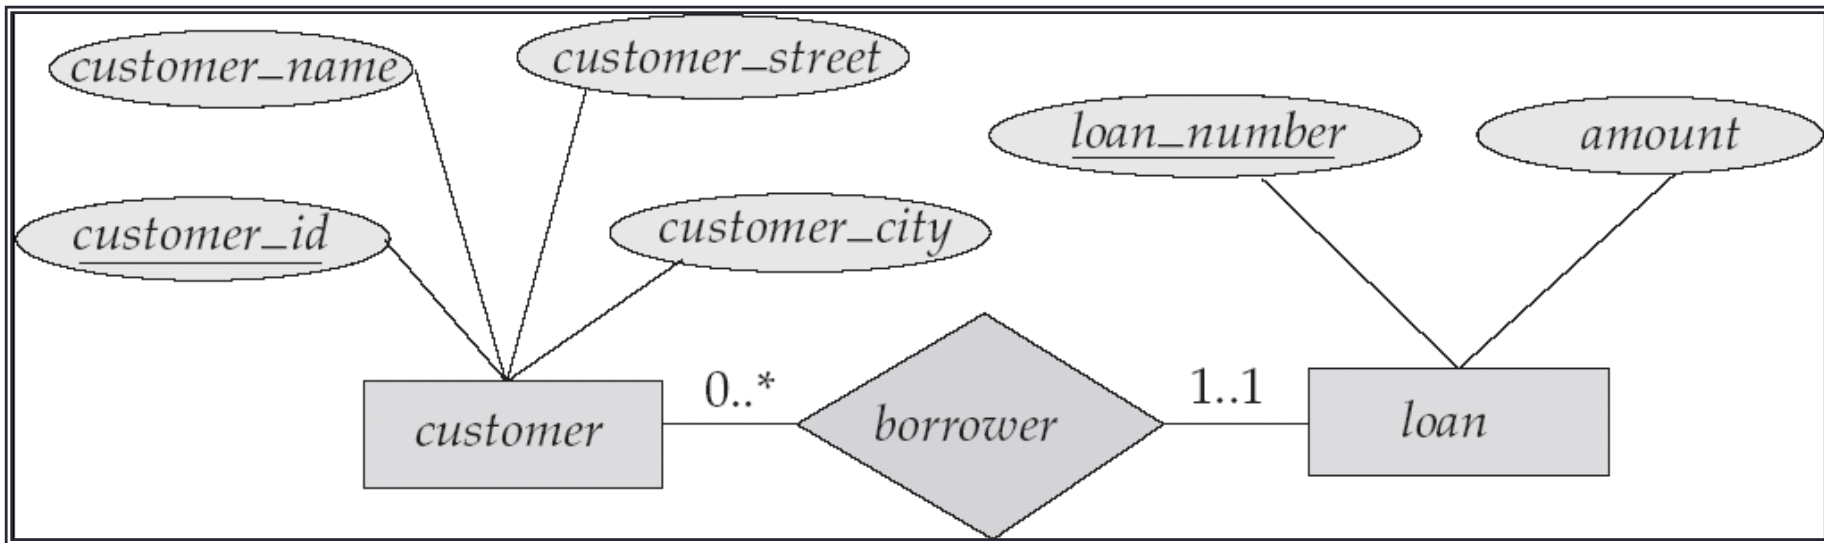 customer_name
customer_street
loan_number
amount
customer_id
customer_city
0..*
1..1
customer
borrower
loan